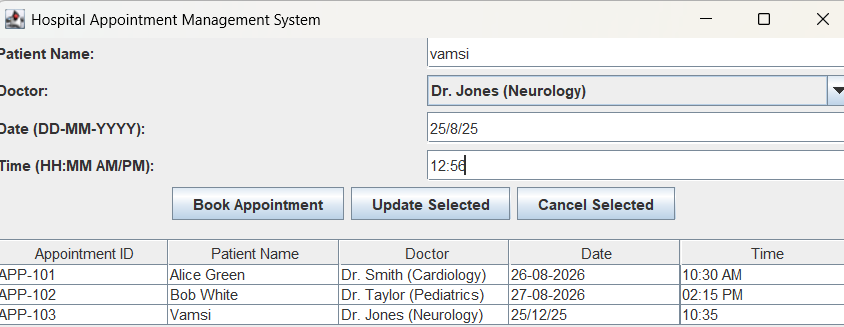 Hospital Appointment Management System
Patient Name: vamsi
Doctor: Dr. Jones (Neurology)
Date (DD-MM-YYYY): 25/8/25
Time (HH:MM AM/PM): 12:56
Book Appointment Update Selected Cancel Selected
Appointment ID Patient Name Doctor Date Time
APP-101 Alice Green Dr. Smith (Cardiology) 26-08-2026 10:30 AM
APP-102 Bob White Dr. Taylor (Pediatrics) 27-08-2026 02:15 PM
APP-103 Vamsi Dr. Jones (Neurology) 25/12/25 10:35